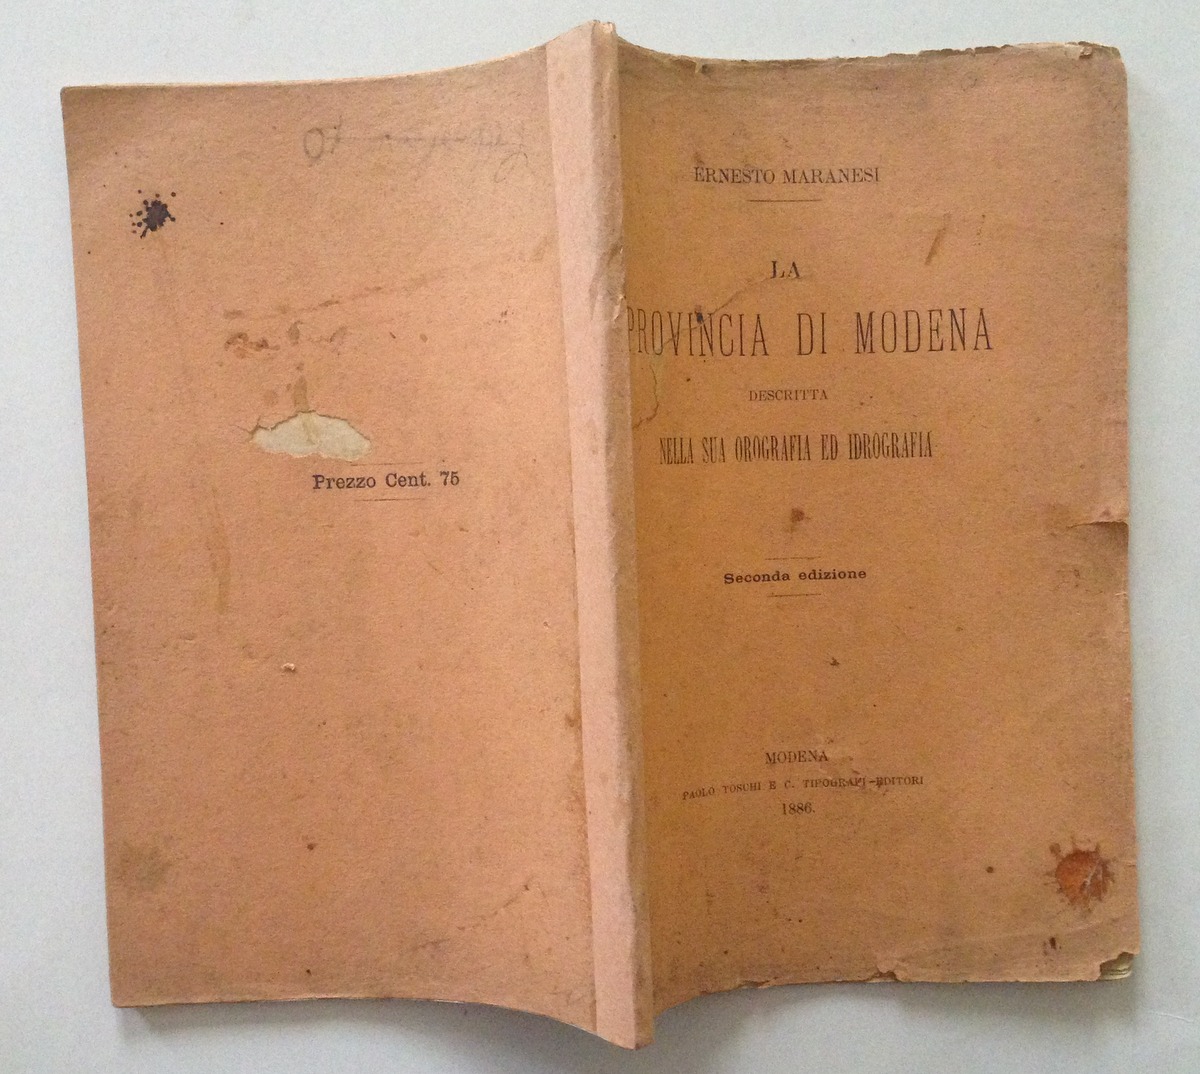 Prezzo Cent. 75
ERNESTO MARANESI
LA
PROVINCIA DI MODENA
DESCRITTA
NELLA SUA OROGRAFIA ED IDROGRAFIA
Seconda edizione
MODENA
PAOLO TOSCHI E C. TIPOGRAFI-EDITORI
1886.